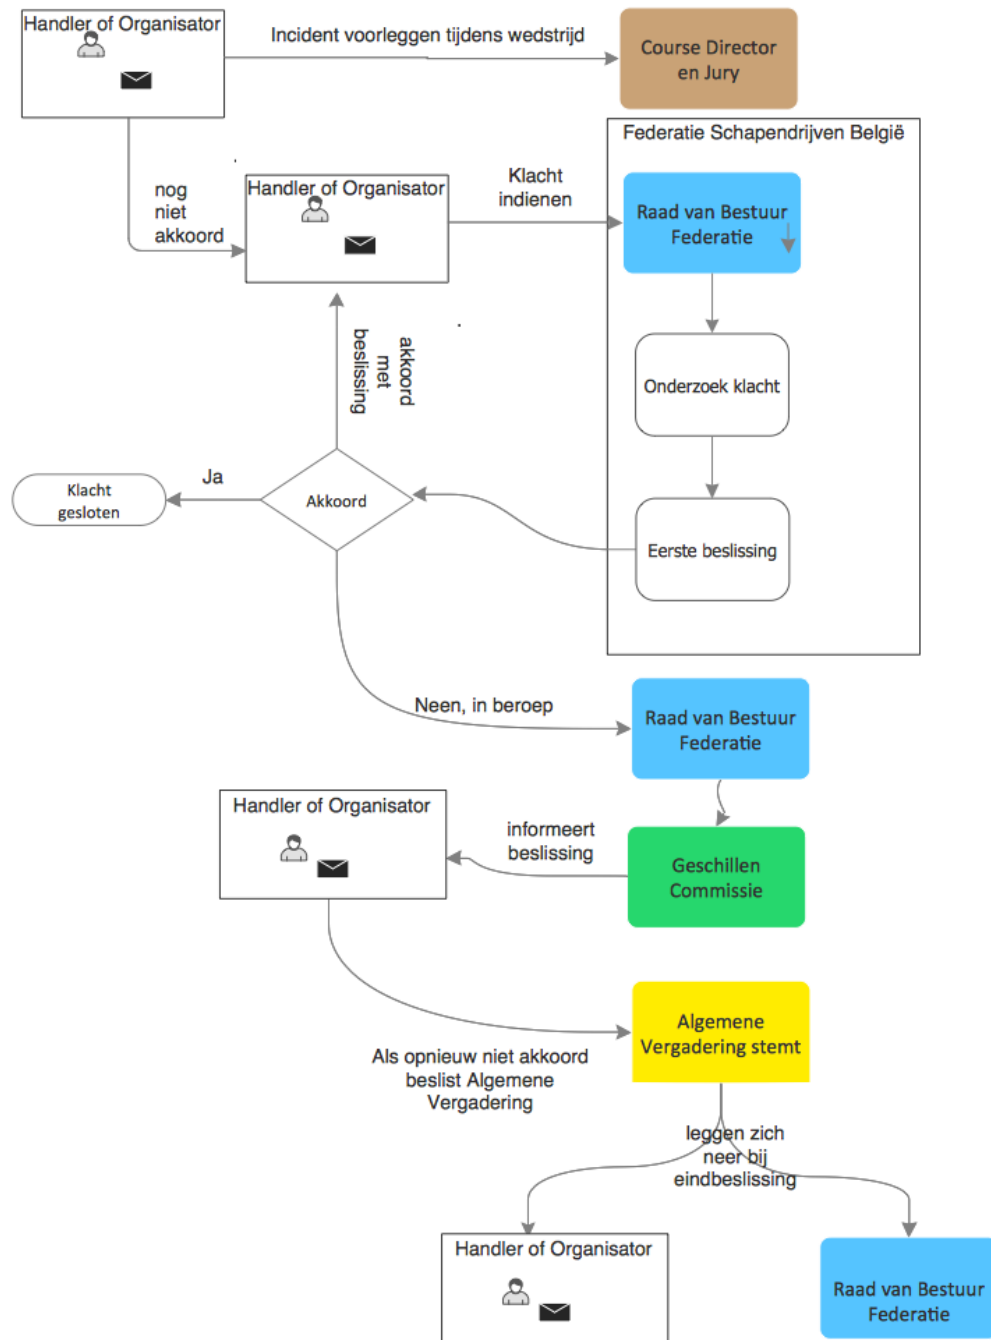 Handler of Organisator
Incident voorleggen tijdens wedstrijd
Course Director
en Jury
Federatie Schapendrijven België
nog
niet
akkoord
Handler of Organisator
Klacht
indienen
Raad van Bestuur
Federatie
Onderzoek klacht
Eerste beslissing
akkoord
met
beslissing
Akkoord
Ja
Klacht
gesloten
Neen, in beroep
Raad van Bestuur
Federatie
Handler of Organisator
informeert
beslissing
Geschillen
Commissie
Algemene
Vergadering stemt
Als opnieuw niet akkoord
beslist Algemene
Vergadering
leggen zich
neer bij
eindbeslissing
Handler of Organisator
Raad van Bestuur
Federatie